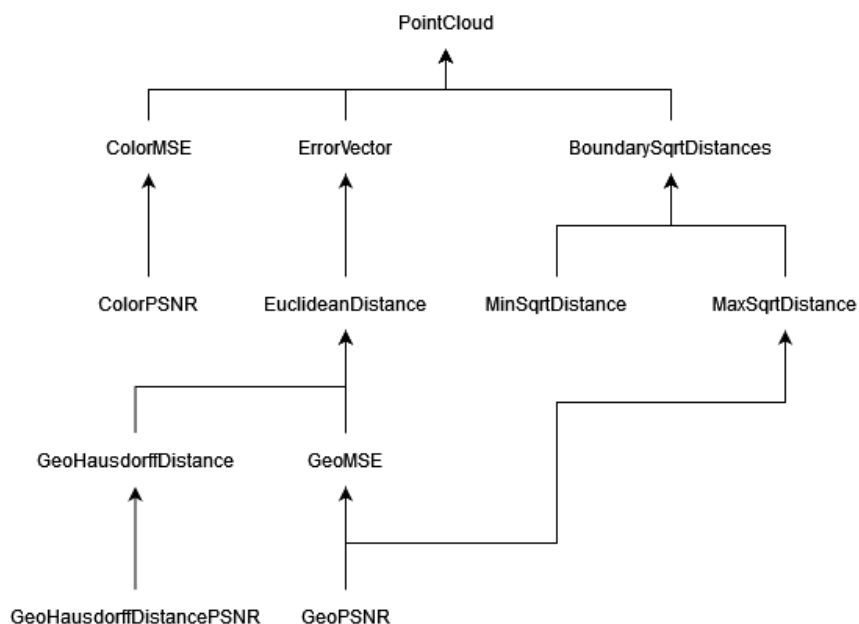 PointCloud
ColorMSE ErrorVector BoundarySqrtDistances
ColorPSNR EuclideanDistance MinSqrtDistance MaxSqrtDistance
GeoHausdorffDistance GeoMSE
GeoHausdorffDistancePSNR GeoPSNR